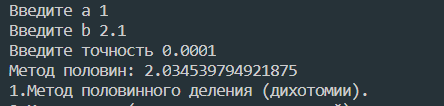 Введите a 1
Введите b 2.1
Введите точность 0.0001
Метод половин: 2.034539794921875
1.Метод половинного деления (дихотомии).